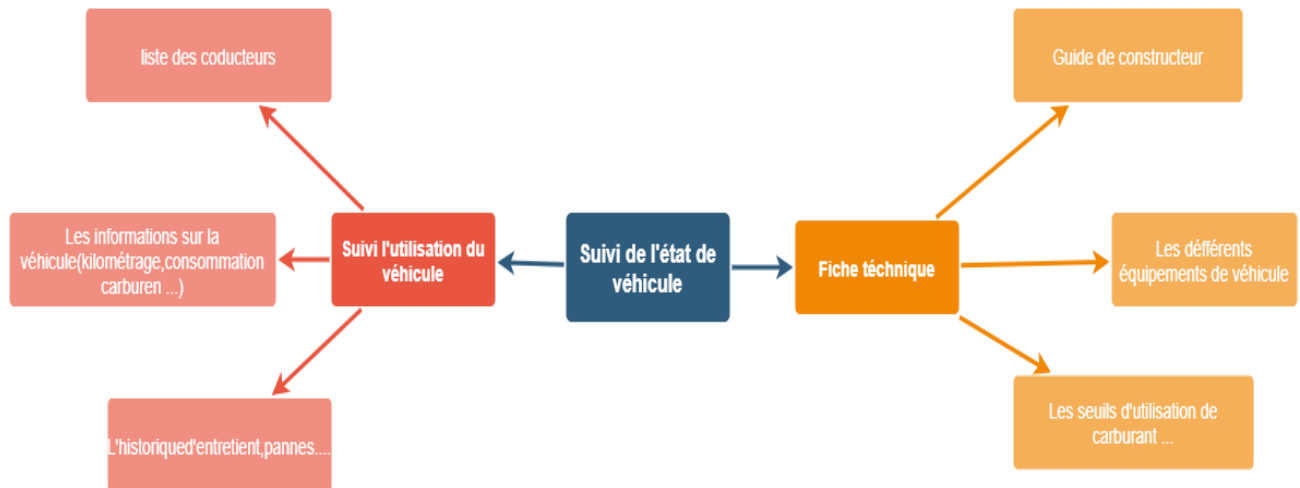 liste des coducteurs
Guide de constructeur
Les informations sur la
véhicule(kilométrage,consommation
carburen ...)
Suivi l'utilisation du
véhicule
Suivi de l'état de
véhicule
Fiche téchnique
Les défférents
équipements de véhicule
L'historiqued'entretient,pannes....
Les seuils d'utilisation de
carburant ...